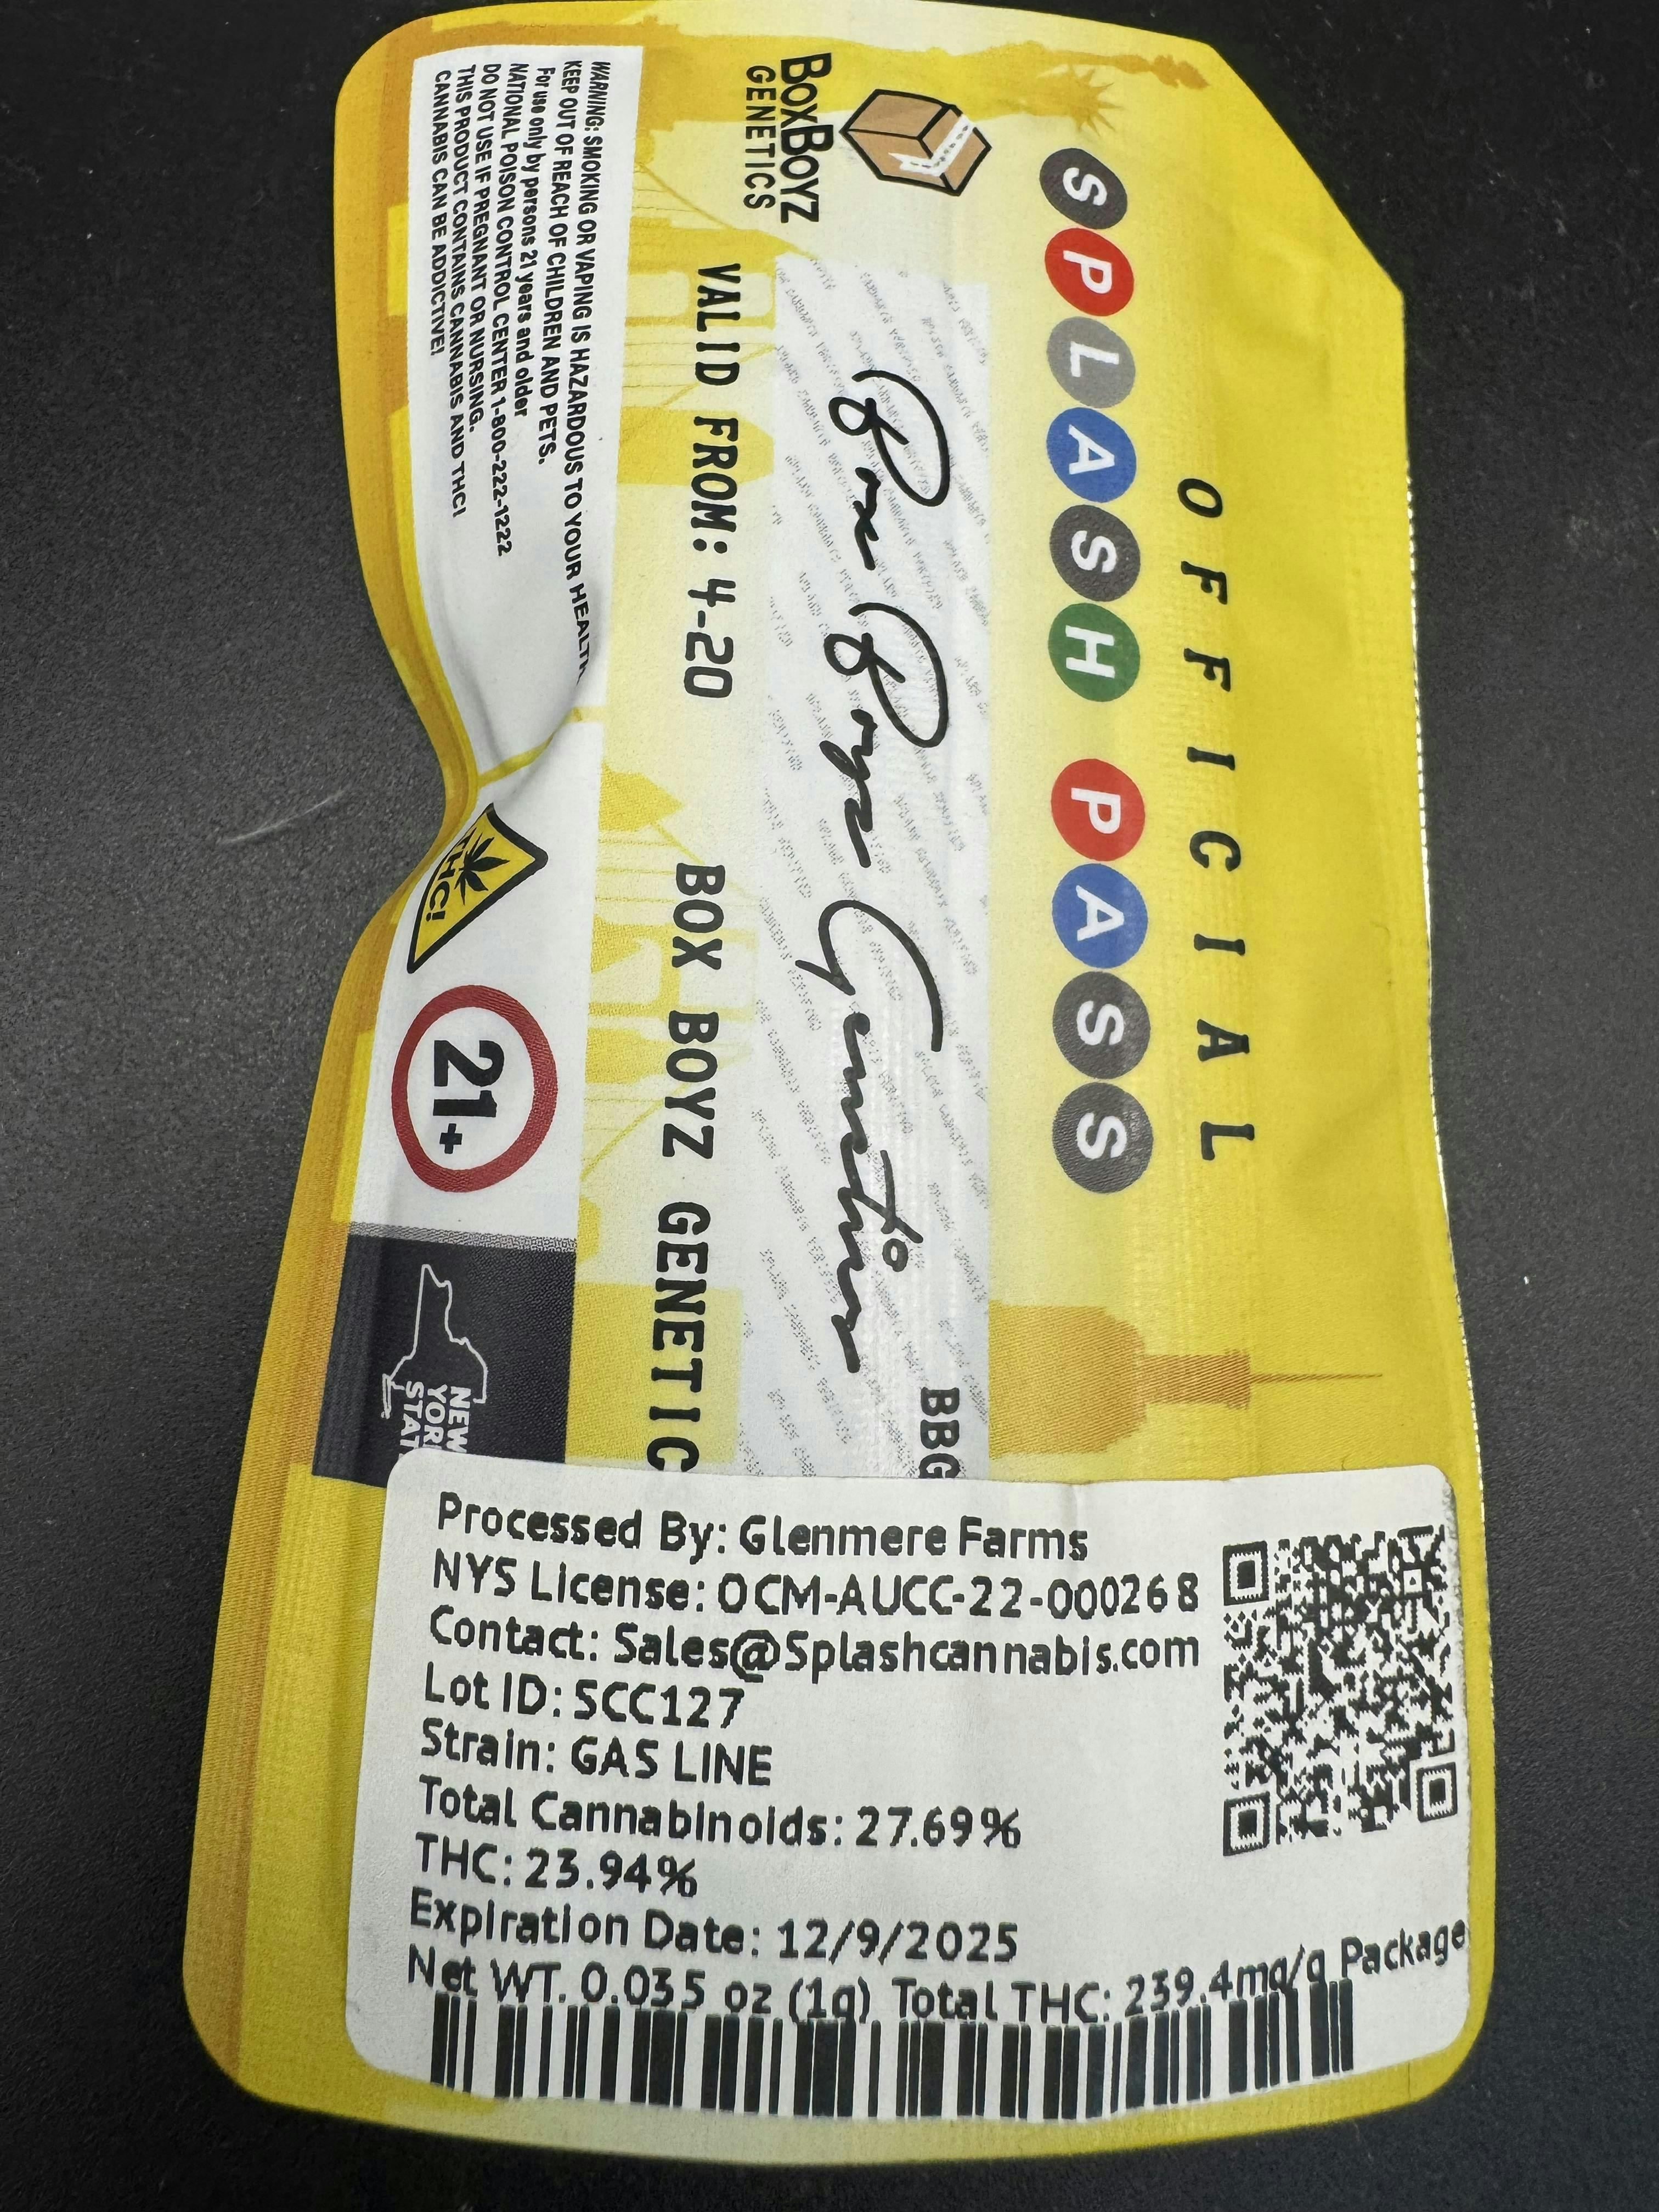 OFFICIAL
SPLASH PASS
BOXBOYZ
GENETICS
Box Boyz Genetics
BBG
VALID FROM: 4-20 BOX BOYZ GENETIC
WARNING: SMOKING OR VAPING IS HAZARDOUS TO YOUR HEALTH
KEEP OUT OF REACH OF CHILDREN AND PETS.
For use only by persons 21 years and older
NATIONAL POISON CONTROL CENTER 1-800-222-1222
DO NOT USE IF PREGNANT OR NURSING.
THIS PRODUCT CONTAINS CANNABIS AND THC!
CANNABIS CAN BE ADDICTIVE!
THC!
21+
NEW
YORK
STATE
Processed By: Glenmere Farms
NYS License: OCM-AUCC-22-000268
Contact: Sales@Splashcannabis.com
Lot ID: SCC127
Strain: GAS LINE
Total Cannabinoids: 27.69%
THC: 23.94%
Expiration Date: 12/9/2025
Net WT. 0.035 oz (1g) Total THC: 239.4mg/g Package